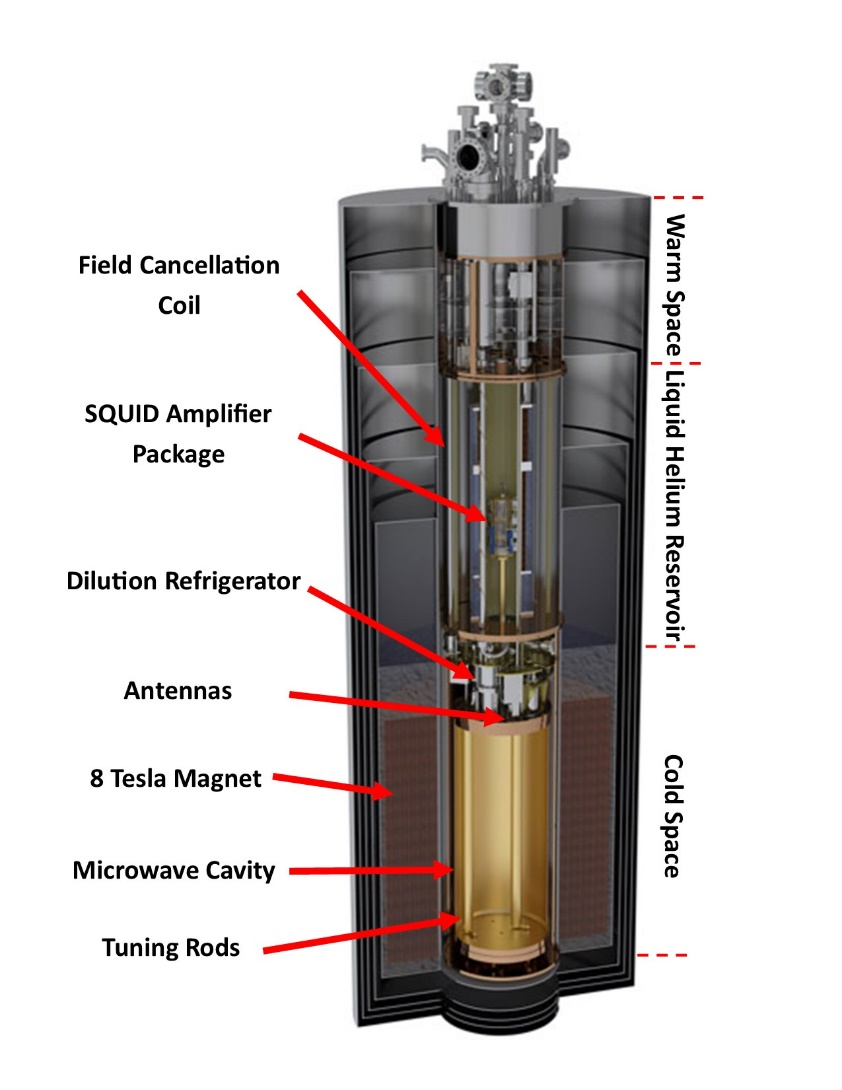 Field Cancellation
Coil
SQUID Amplifier
Package
Dilution Refrigerator
Antennas
8 Tesla Magnet
Microwave Cavity
Tuning Rods
Warm Space
Liquid Helium Reservoir
Cold Space